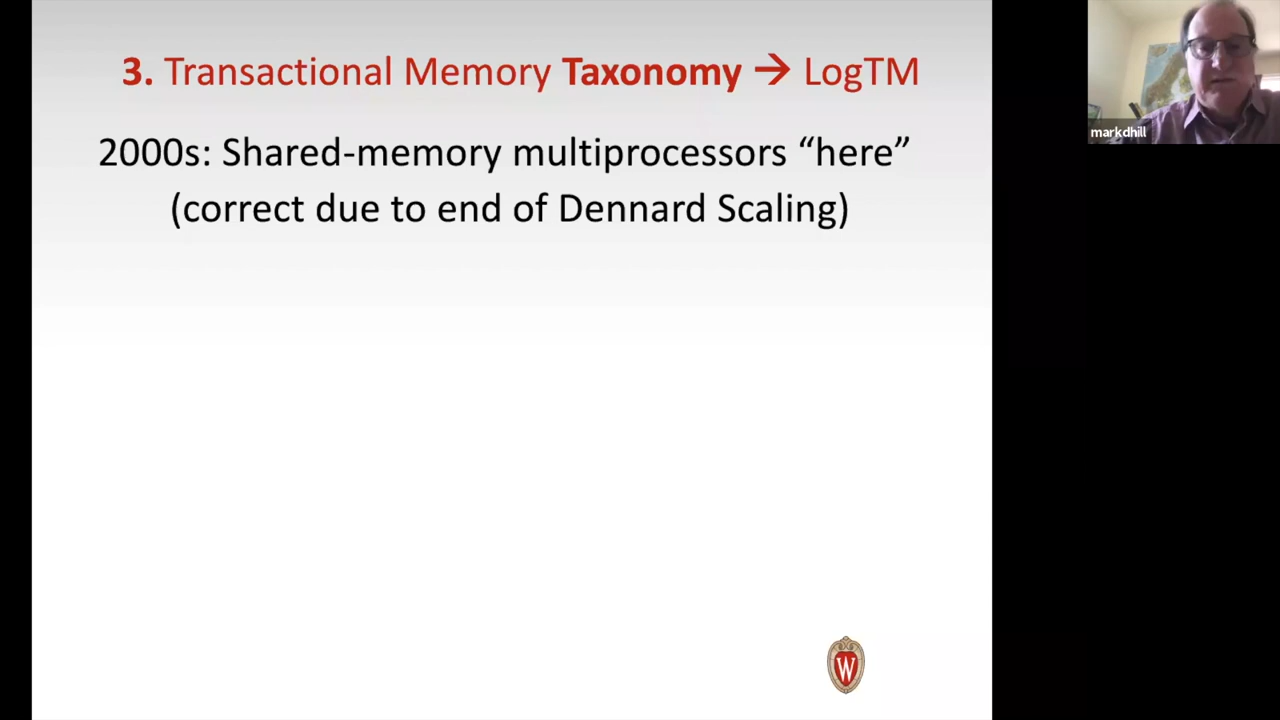 3. Transactional Memory Taxonomy → LogTM
2000s: Shared-memory multiprocessors “here”
(correct due to end of Dennard Scaling)
markdhill
W